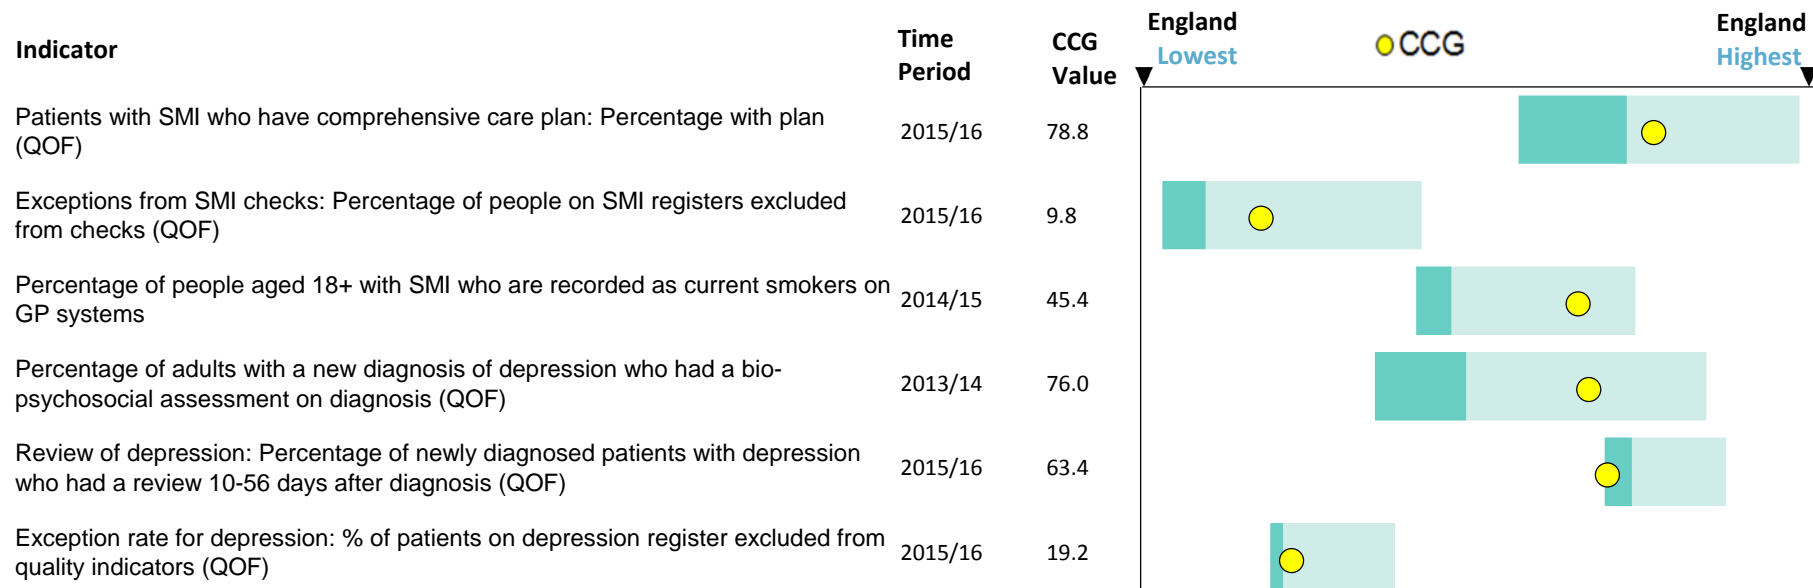 Indicator
Time
Period
CCG
Value
England
Lowest
CCG
England
Highest
Patients with SMI who have comprehensive care plan: Percentage with plan
(QOF)
2015/16
78.8
Exceptions from SMI checks: Percentage of people on SMI registers excluded
from checks (QOF)
2015/16
9.8
Percentage of people aged 18+ with SMI who are recorded as current smokers on
GP systems
2014/15
45.4
Percentage of adults with a new diagnosis of depression who had a bio-
psychosocial assessment on diagnosis (QOF)
2013/14
76.0
Review of depression: Percentage of newly diagnosed patients with depression
who had a review 10-56 days after diagnosis (QOF)
2015/16
63.4
Exception rate for depression: % of patients on depression register excluded from
quality indicators (QOF)
2015/16
19.2